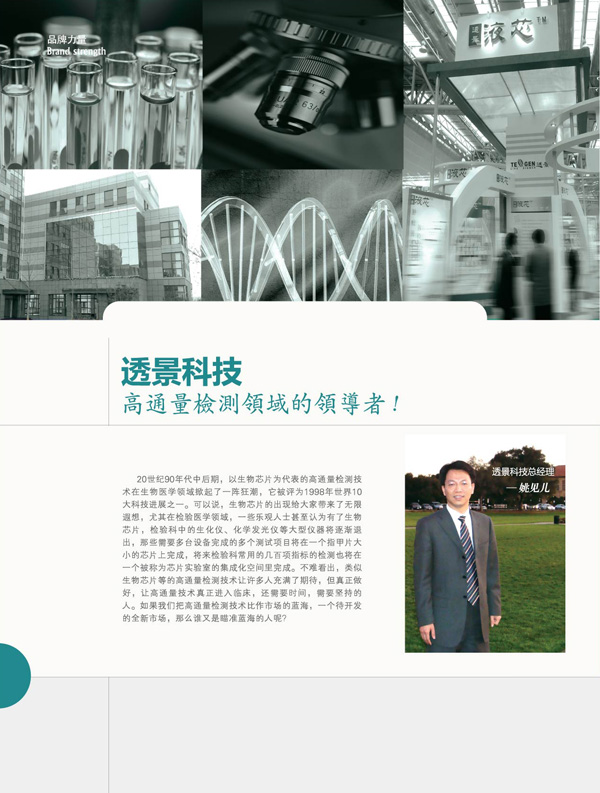 品牌力量
Brand strength
液芯 TM
63/
TELLGEN
液芯
液芯
透景科技
高通量檢測領域的領導者！
透景科技总经理
— 姚见儿
20世纪90年代中后期，以生物芯片为代表的高通量检测技
术在生物医学领域掀起了一阵狂潮，它被评为1998年世界10
大科技进展之一。可以说，生物芯片的出现给大家带来了无限
遐想，尤其在检验医学领域，一些乐观人士甚至认为有了生物
芯片，检验科中的生化仪、化学发光仪等大型仪器将逐渐退
出，那些需要多台设备完成的多个测试项目将在一个指甲片大
小的芯片上完成，将来检验科常用的几百项指标的检测也将在
一个被称为芯片实验室的集成化空间里完成。不难看出，类似
生物芯片等的高通量检测技术让许多人充满了期待，但真正做
好，让高通量技术真正进入临床，还需要时间，需要坚持的
人。如果我们把高通量检测技术比作市场的蓝海，一个待开发
的全新市场，那么谁又是瞄准蓝海的人呢?